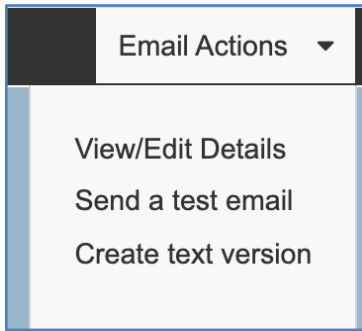 Email Actions
View/Edit Details
Send a test email
Create text version